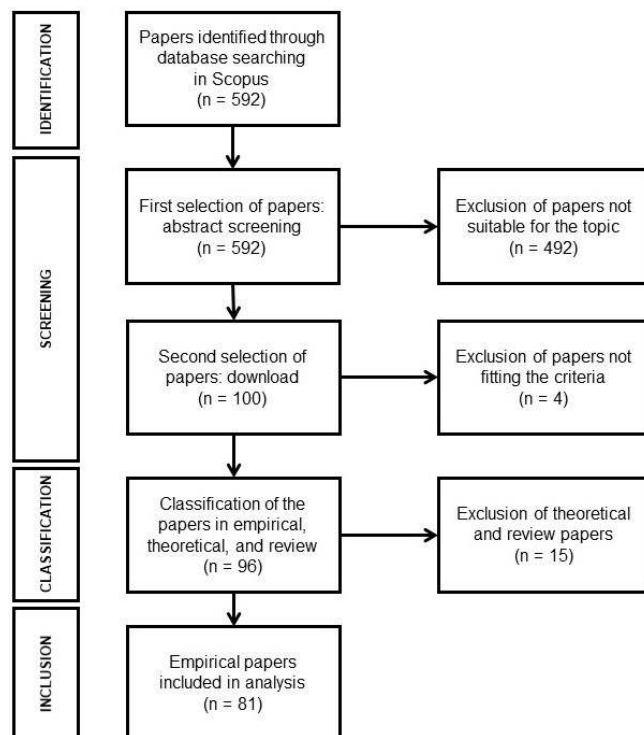 IDENTIFICATION
Papers identified through
database searching
in Scopus
(n = 592)
SCREENING
First selection of papers:
abstract screening
(n = 592)
Exclusion of papers not
suitable for the topic
(n = 492)
Second selection of
papers: download
(n = 100)
Exclusion of papers not
fitting the criteria
(n = 4)
CLASSIFICATION
Classification of the
papers in empirical,
theoretical, and review
(n = 96)
Exclusion of theoretical
and review papers
(n = 15)
INCLUSION
Empirical papers
included in analysis
(n = 81)